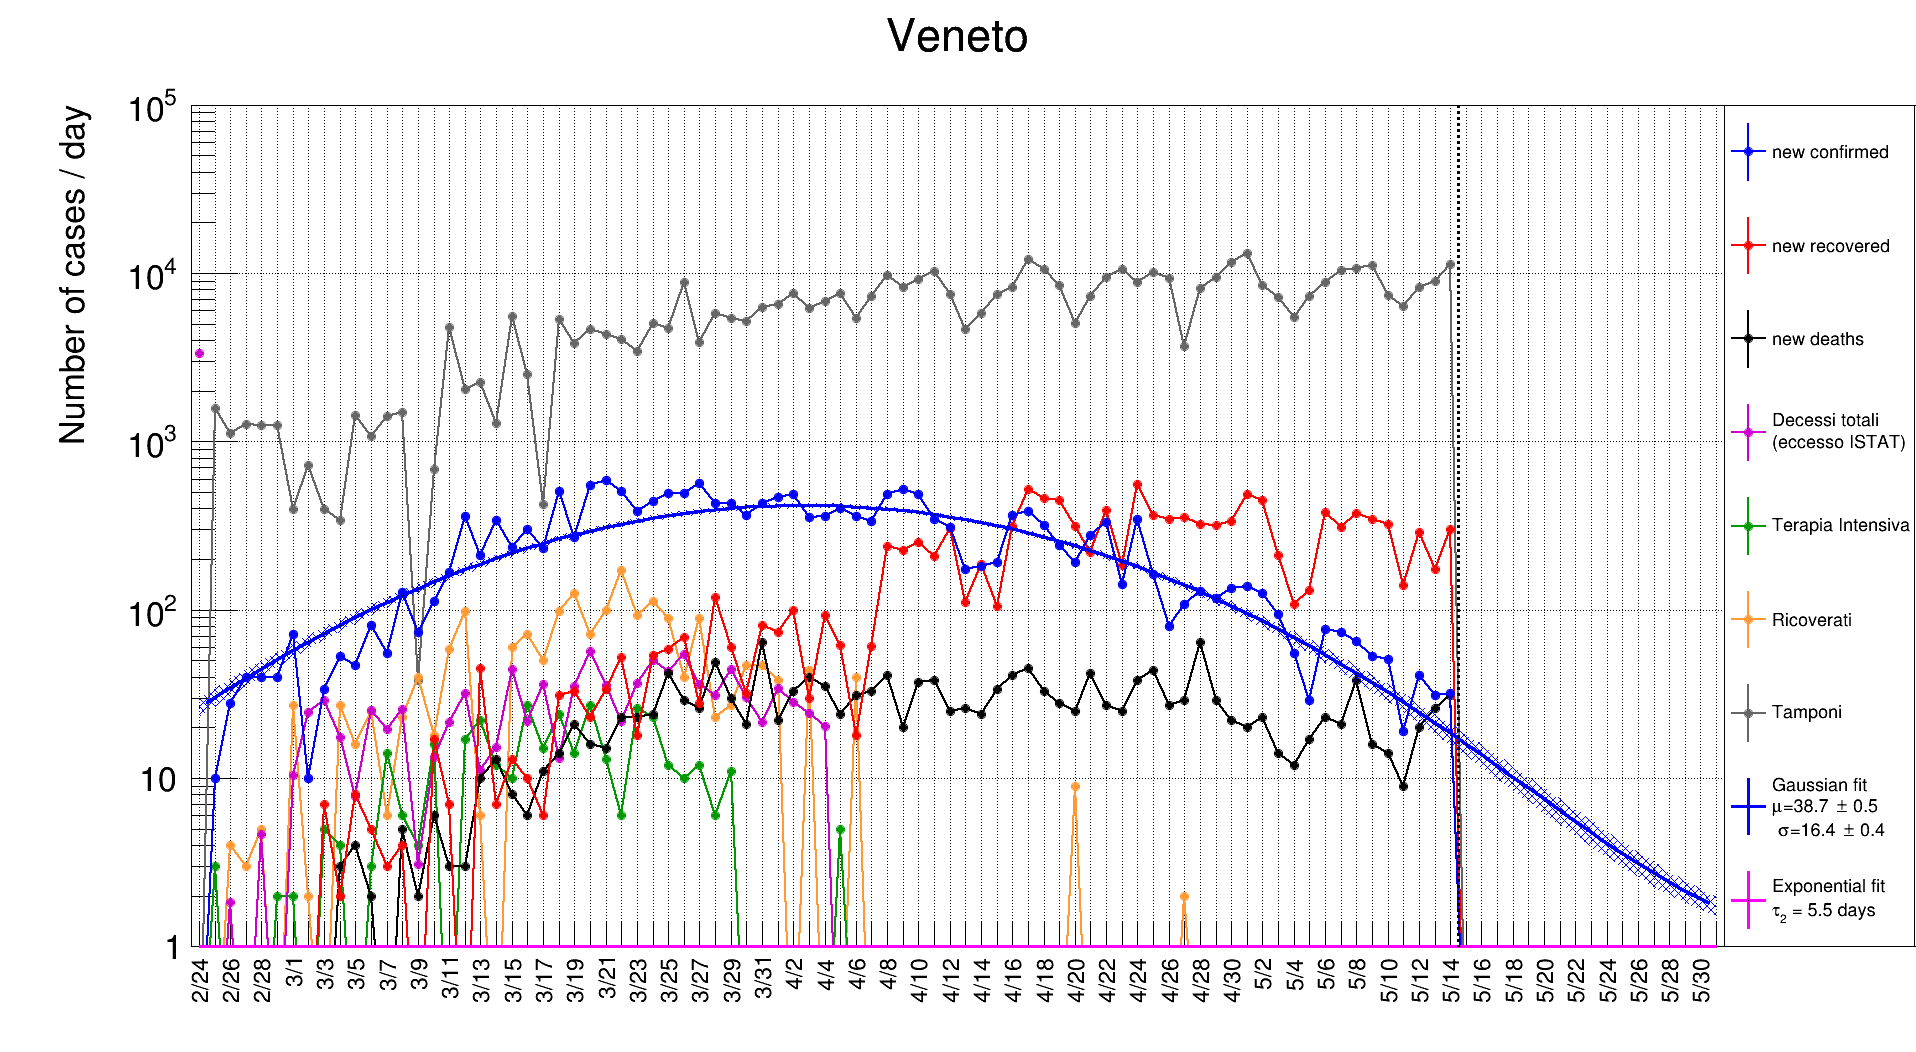 Veneto
Number of cases / day
10^5
10^4
10^3
10^2
10
1
2/24 2/26 2/28 3/1 3/3 3/5 3/7 3/9 3/11 3/13 3/15 3/17 3/19 3/21 3/23 3/25 3/27 3/29 3/31 4/2 4/4 4/6 4/8 4/10 4/12 4/14 4/16 4/18 4/20 4/22 4/24 4/26 4/28 4/30 5/2 5/4 5/6 5/8 5/10 5/12 5/14 5/16 5/18 5/20 5/22 5/24 5/26 5/28 5/30
new confirmed
new recovered
new deaths
Decessi totali
(eccesso ISTAT)
Terapia Intensiva
Ricoverati
Tamponi
Gaussian fit
μ=38.7 ± 0.5
σ=16.4 ± 0.4
Exponential fit
τ₂ = 5.5 days